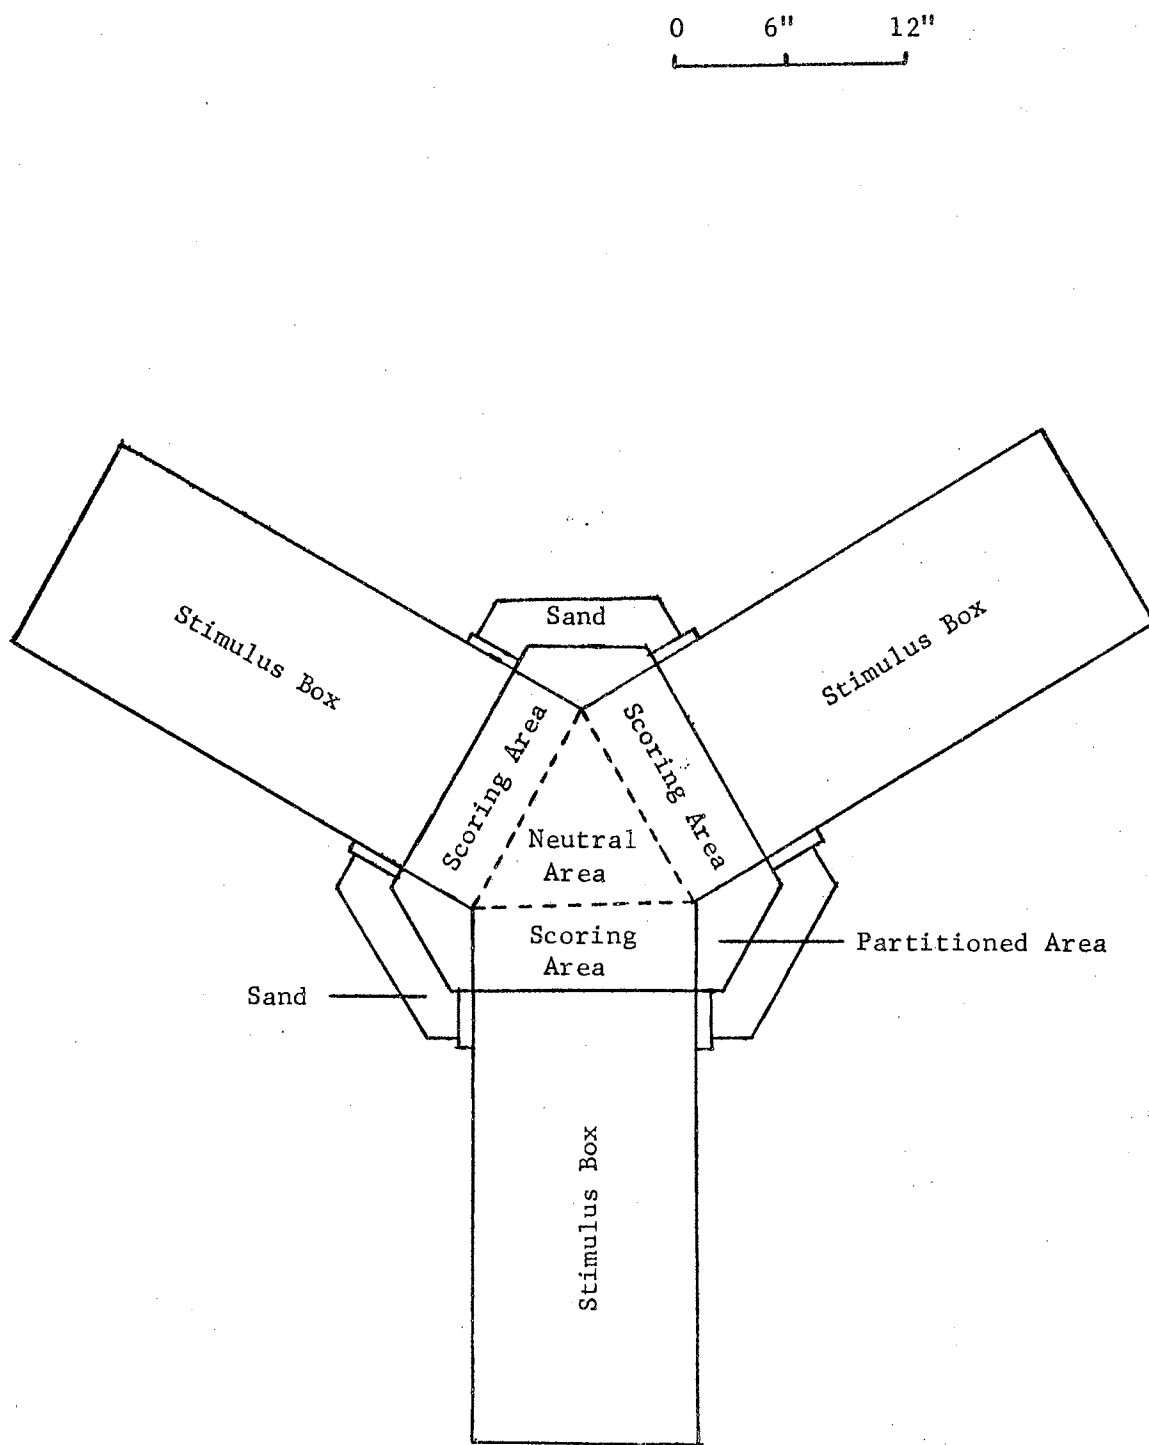 0 6" 12"
Sand
Stimulus Box
Stimulus Box
Scoring Area
Scoring Area
Neutral
Area
Scoring
Area
Partitioned Area
Sand
Stimulus Box